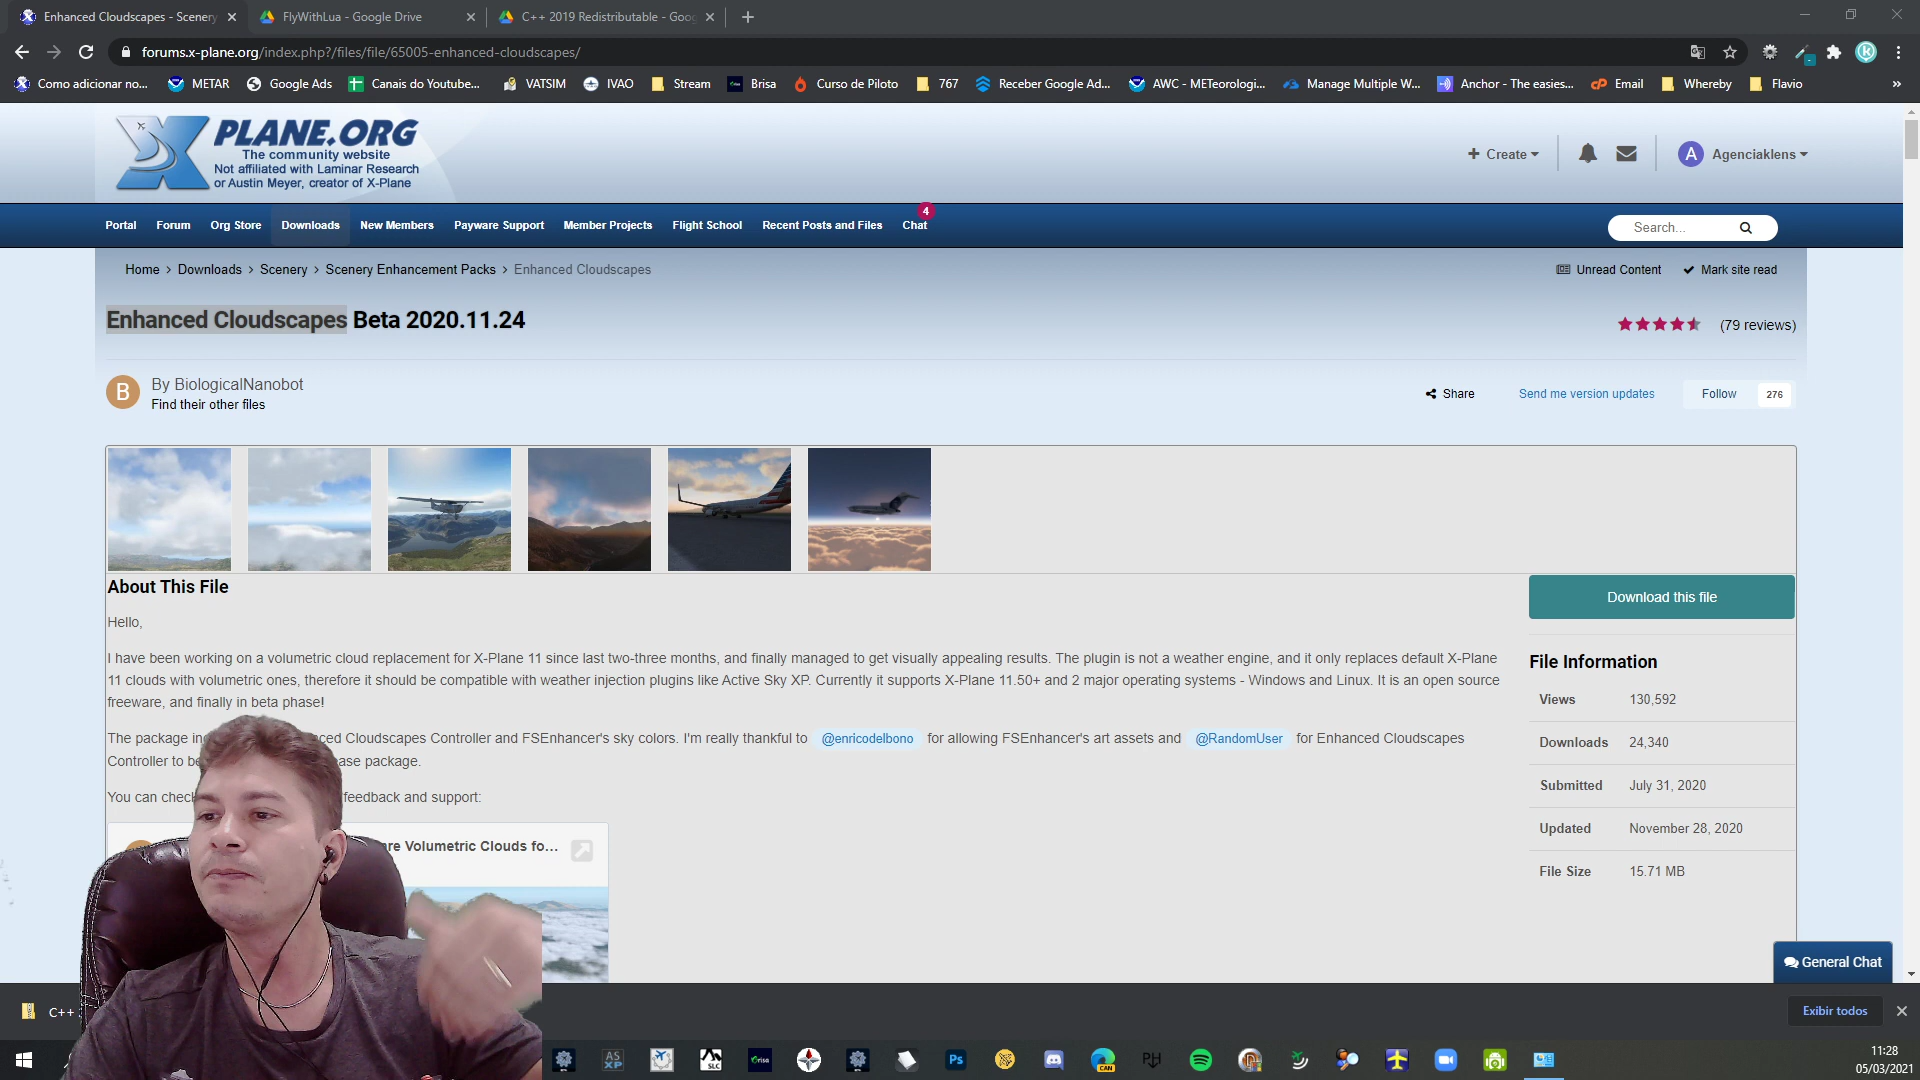 Enhanced Cloudscapes - Scenery
FlyWithLua - Google Drive
C++ 2019 Redistributable - Goo
forums.x-plane.org/index.php?/files/file/65005-enhanced-cloudscapes/
Como adicionar no...
METAR
Google Ads
Canais do Youtube...
VATSIM
IVAO
Stream
Brisa
Curso de Piloto
767
Receber Google Ad...
AWC - METeorologi...
Manage Multiple W...
Anchor - The easies...
Email
Whereby
Flavio
»
X PLANE.ORG
The community website
Not affiliated with Laminar Research
or Austin Meyer, creator of X-Plane
+ Create
A
Agenciaklens
4
Portal
Forum
Org Store
Downloads
New Members
Payware Support
Member Projects
Flight School
Recent Posts and Files
Chat
Search...
Home > Downloads > Scenery > Scenery Enhancement Packs > Enhanced Cloudscapes
Unread Content
Mark site read
Enhanced Cloudscapes Beta 2020.11.24
(79 reviews)
B
By BiologicalNanobot
Find their other files
Share
Send me version updates
Follow
276
About This File
Download this file
Hello,
I have been working on a volumetric cloud replacement for X-Plane 11 since last two-three months, and finally managed to get visually appealing results. The plugin is not a weather engine, and it only replaces default X-Plane
11 clouds with volumetric ones, therefore it should be compatible with weather injection plugins like Active Sky XP. Currently it supports X-Plane 11.50+ and 2 major operating systems - Windows and Linux. It is an open source
freeware, and finally in beta phase!
The package in ced Cloudscapes Controller and FSEnhancer's sky colors. I'm really thankful to @enricodelbono for allowing FSEnhancer's art assets and @RandomUser for Enhanced Cloudscapes
Controller to be ase package.
You can chec feedback and support:
re Volumetric Clouds fo...
File Information
Views 130,592
Downloads 24,340
Submitted July 31, 2020
Updated November 28, 2020
File Size 15.71 MB
General Chat
C++
Exibir todos
AS
XP
SLC
Ps
CAN
11:28
05/03/2021